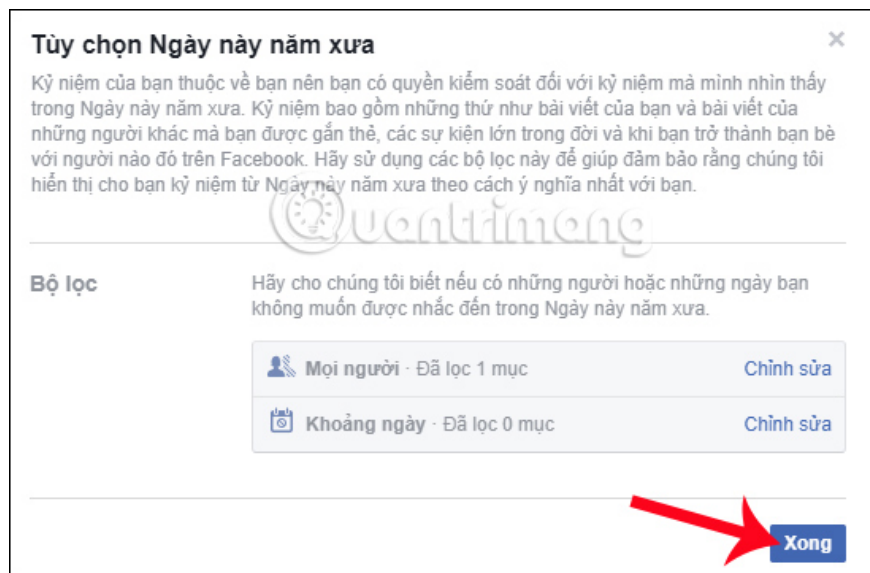 Tùy chọn Ngày này năm xưa
Kỷ niệm của bạn thuộc về bạn nên bạn có quyền kiểm soát đối với kỷ niệm mà mình nhìn thấy
trong Ngày này năm xưa. Kỷ niệm bao gồm những thứ như bài viết của bạn và bài viết của
những người khác mà bạn được gắn thẻ, các sự kiện lớn trong đời và khi bạn trở thành bạn bè
với người nào đó trên Facebook. Hãy sử dụng các bộ lọc này để giúp đảm bảo rằng chúng tôi
hiển thị cho bạn kỷ niệm từ Ngày này năm xưa theo cách ý nghĩa nhất với bạn.
Quantrimang
Bộ lọc
Hãy cho chúng tôi biết nếu có những người hoặc những ngày bạn
không muốn được nhắc đến trong Ngày này năm xưa.
Mọi người · Đã lọc 1 mục Chỉnh sửa
Khoảng ngày · Đã lọc 0 mục Chỉnh sửa
Xong